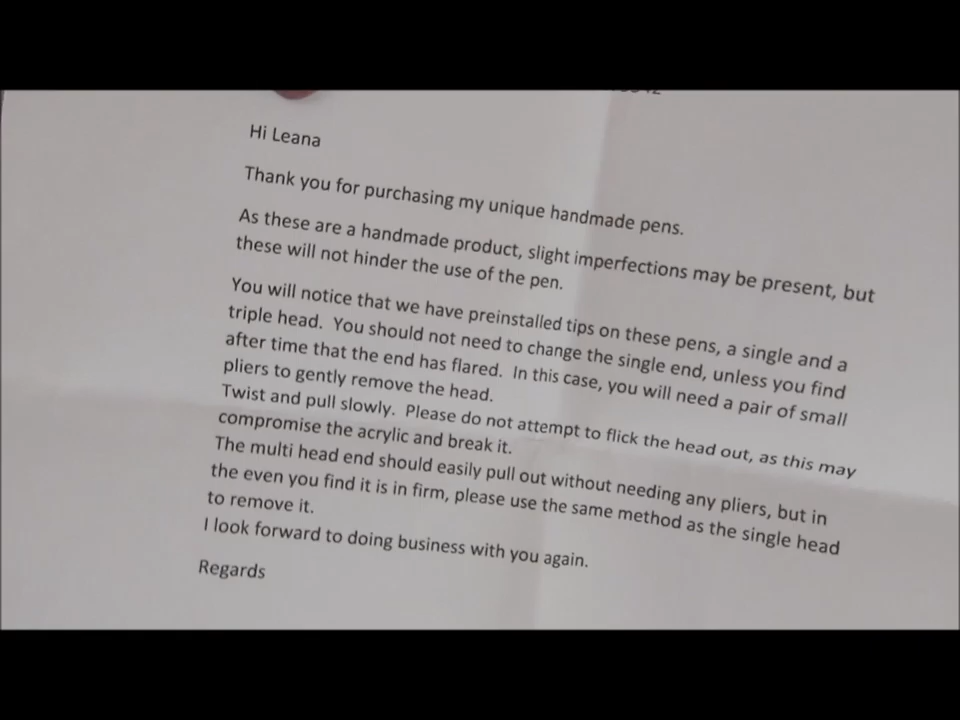 Hi Leana
Thank you for purchasing my unique handmade pens.
As these are a handmade product, slight imperfections may be present, but
these will not hinder the use of the pen.
You will notice that we have preinstalled tips on these pens, a single and a
triple head.  You should not need to change the single end, unless you find
after time that the end has flared.  In this case, you will need a pair of small
pliers to gently remove the head.
Twist and pull slowly.  Please do not attempt to flick the head out, as this may
compromise the acrylic and break it.
The multi head end should easily pull out without needing any pliers, but in
the even you find it is in firm, please use the same method as the single head
to remove it.
I look forward to doing business with you again.
Regards